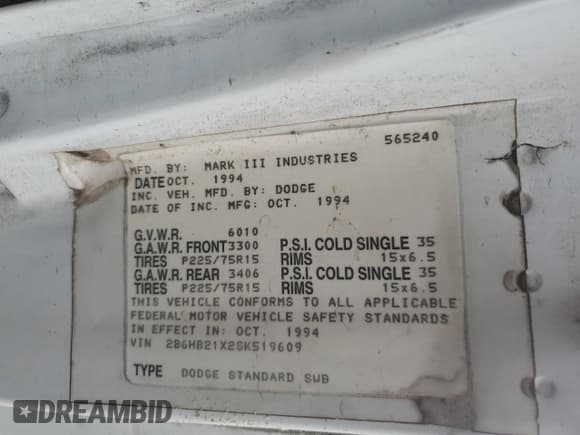 565240
MFD. BY: MARK III INDUSTRIES
DATE OCT. 1994
INC. VEH. MFD. BY: DODGE
DATE OF INC. MFG: OCT. 1994
G.V.W.R. 6010
G.A.W.R. FRONT 3300 P.S.I. COLD SINGLE 35
TIRES P225/75R15 RIMS 15x6.5
G.A.W.R. REAR 3406 P.S.I. COLD SINGLE 35
TIRES P225/75R15 RIMS 15x6.5
THIS VEHICLE CONFORMS TO ALL APPLICABLE
FEDERAL MOTOR VEHICLE SAFETY STANDARDS
IN EFFECT IN: OCT. 1994
VIN 2B6HB21X2SK519609
TYPE DODGE STANDARD SWB
DREAMBID